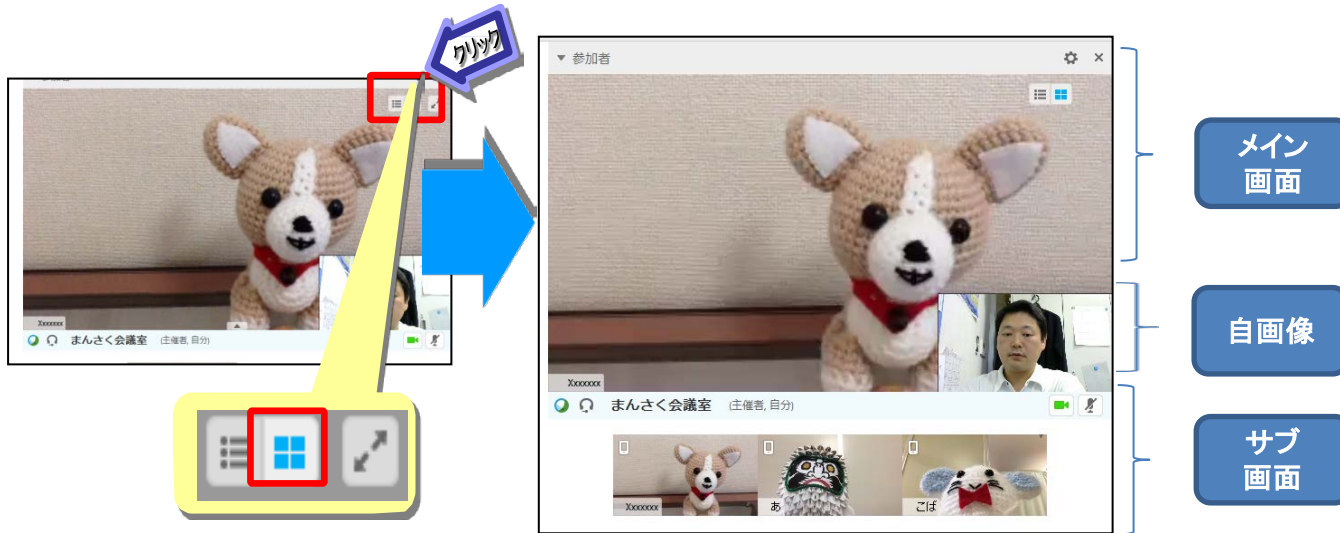 クリック
Xxxxxxx
まんさく会議室 (主催者, 自分)
▼ 参加者
Xxxxxxx
まんさく会議室 (主催者, 自分)
Xxxxxxx
あ
こば
メイン
画面
自画像
サブ
画面